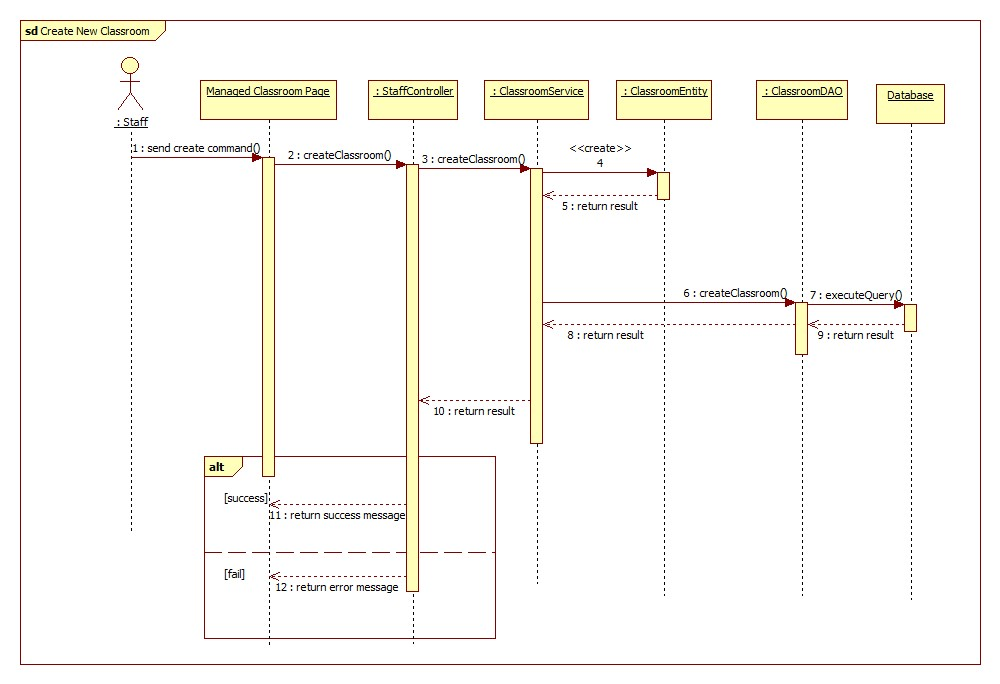 sd Create New Classroom
: Staff
Managed Classroom Page
: StaffController
: ClassroomService
: ClassroomEntity
: ClassroomDAO
Database
1 : send create command()
2 : createClassroom()
3 : createClassroom()
<<create>>
4
5 : return result
6 : createClassroom()
7 : executeQuery()
8 : return result
9 : return result
10 : return result
alt
[success]
11 : return success message
[fail]
12 : return error message